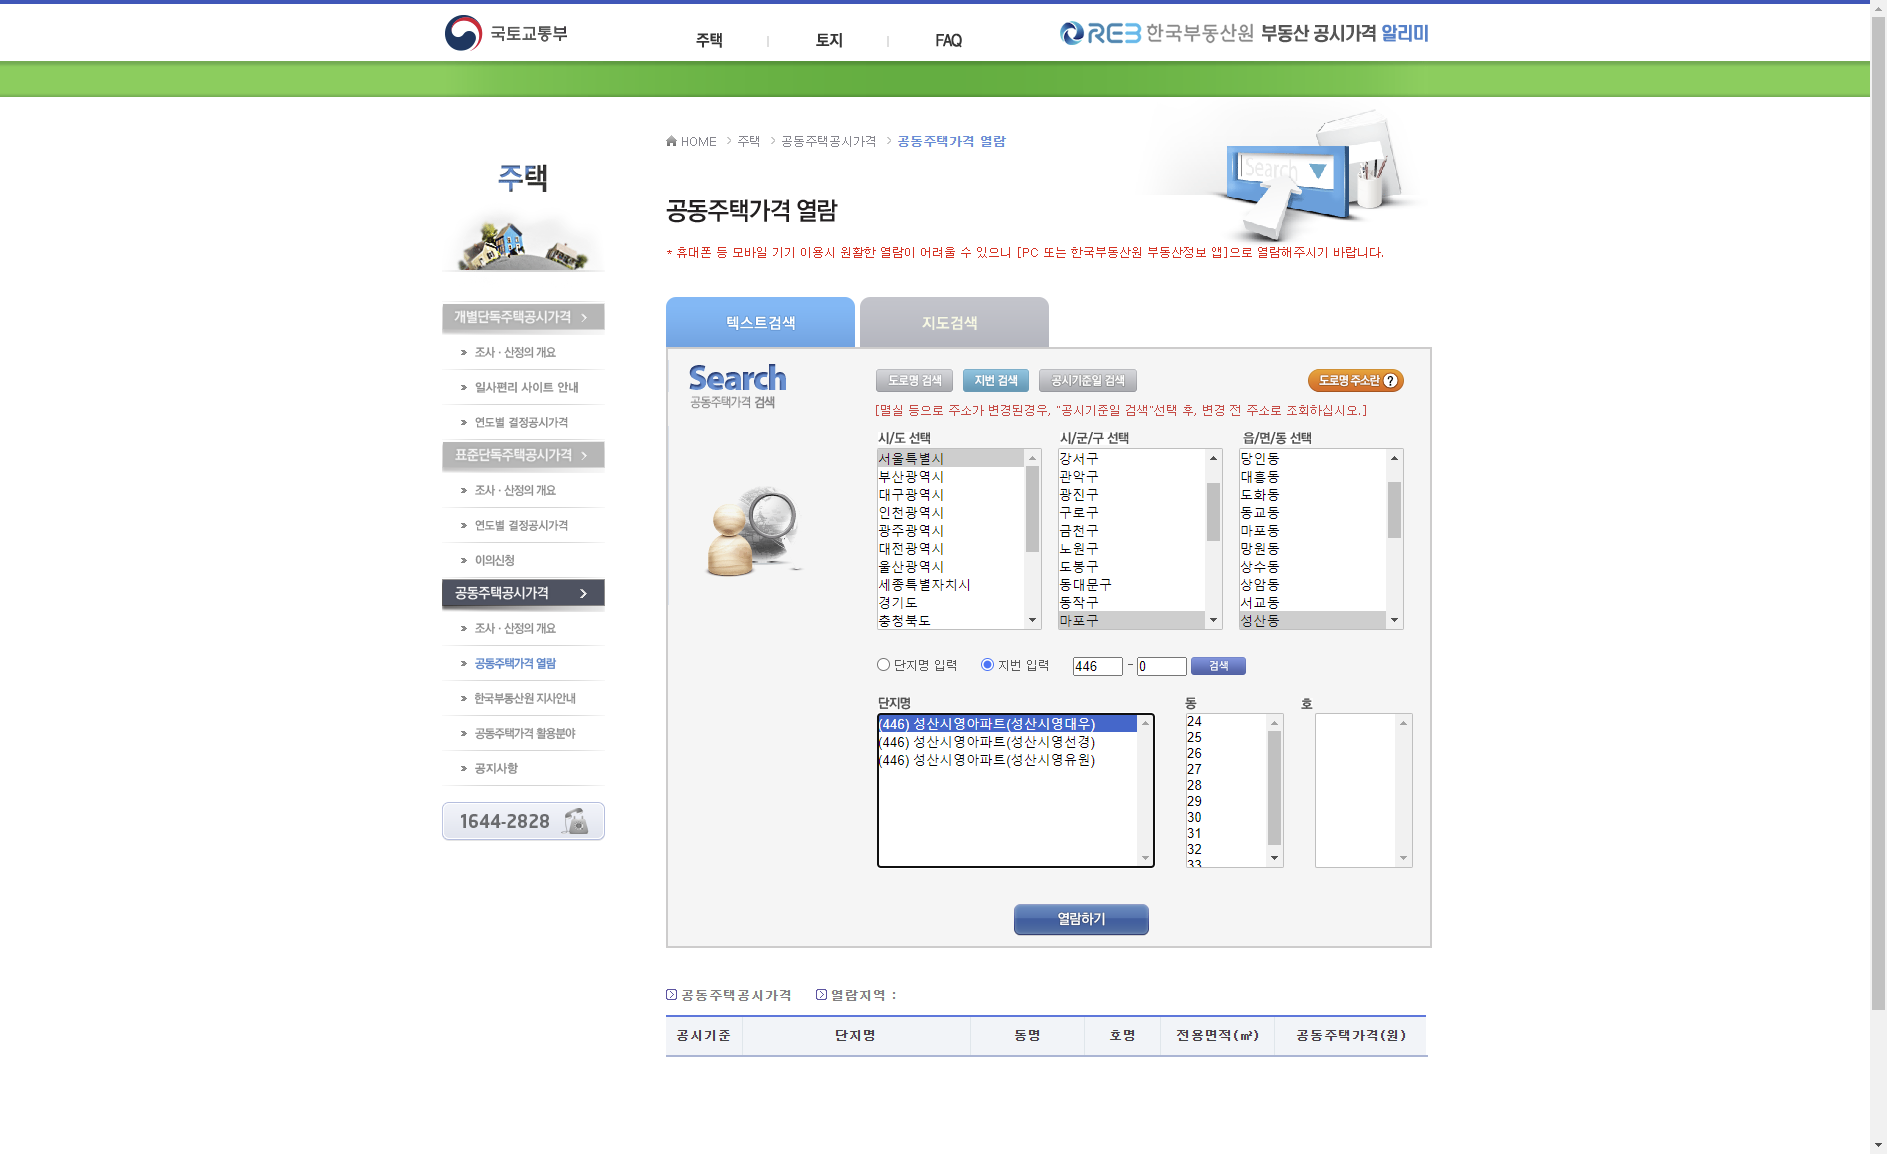 국토교통부
주택
토지
FAQ
REB 한국부동산원 부동산 공시가격 알리미
HOME > 주택 > 공동주택공시가격 > 공동주택가격 열람
Search
주택
공동주택가격 열람
* 휴대폰 등 모바일 기기 이용시 원활한 열람이 어려울 수 있으니 [PC 또는 한국부동산원 부동산정보 앱]으로 열람해주시기 바랍니다.
개별단독주택공시가격 >
조사 · 산정의 개요
일사편리 사이트 안내
연도별 결정공시가격
표준단독주택공시가격 >
조사 · 산정의 개요
연도별 결정공시가격
이의신청
공동주택공시가격 >
조사 · 산정의 개요
공동주택가격 열람
한국부동산원 지사안내
공동주택가격 활용분야
공지사항
1644-2828
텍스트검색
지도검색
Search
공동주택가격 검색
도로명 검색
지번 검색
공시기준일 검색
도로명 주소란 ?
[멸실 등으로 주소가 변경된경우, "공시기준일 검색"선택 후, 변경 전 주소로 조회하십시오.]
시/도 선택
서울특별시
부산광역시
대구광역시
인천광역시
광주광역시
대전광역시
울산광역시
세종특별자치시
경기도
충청북도
시/군/구 선택
강서구
관악구
광진구
구로구
금천구
노원구
도봉구
동대문구
동작구
마포구
읍/면/동 선택
당인동
대흥동
도화동
동교동
마포동
망원동
상수동
상암동
서교동
성산동
단지명 입력
지번 입력
446 - 0
검색
단지명
(446) 성산시영아파트(성산시영대우)
(446) 성산시영아파트(성산시영선경)
(446) 성산시영아파트(성산시영유원)
동
24
25
26
27
28
29
30
31
32
33
호
열람하기
공동주택공시가격
열람지역 :
공시기준
단지명
동명
호명
전용면적(㎡)
공동주택가격(원)